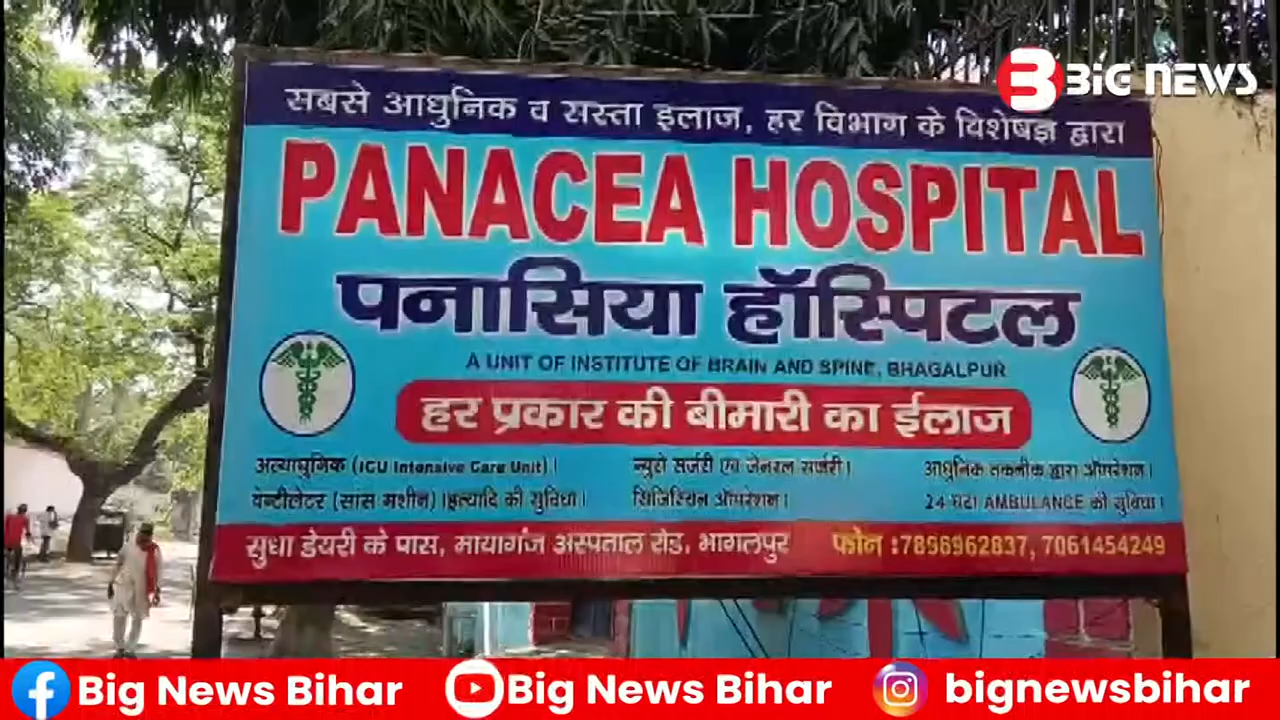 BIG NEWS
सबसे आधुनिक व सस्ता इलाज, हर विभाग के विशेषज्ञ द्वारा
PANACEA HOSPITAL
पनासिया हॉस्पिटल
A UNIT OF INSTITUTE OF BRAIN AND SPINE, BHAGALPUR
हर प्रकार की बीमारी का ईलाज
अत्याधुनिक (ICU Intensive Care Unit)।
न्युरो सर्जरी एवं जेनरल सर्जरी।
आधुनिक तकनीक द्वारा ऑपरेशन।
वेन्टीलेटर (सांस मशीन) ।इत्यादि की सुविधा।
सिजिरियन ऑपरेशन।
24 घंटा AMBULANCE की सुविधा।
सुधा डेयरी के पास, मायागंज अस्पताल रोड, भागलपुर फोन :7896962837, 7061454249
Big News Bihar Big News Bihar bignewsbihar